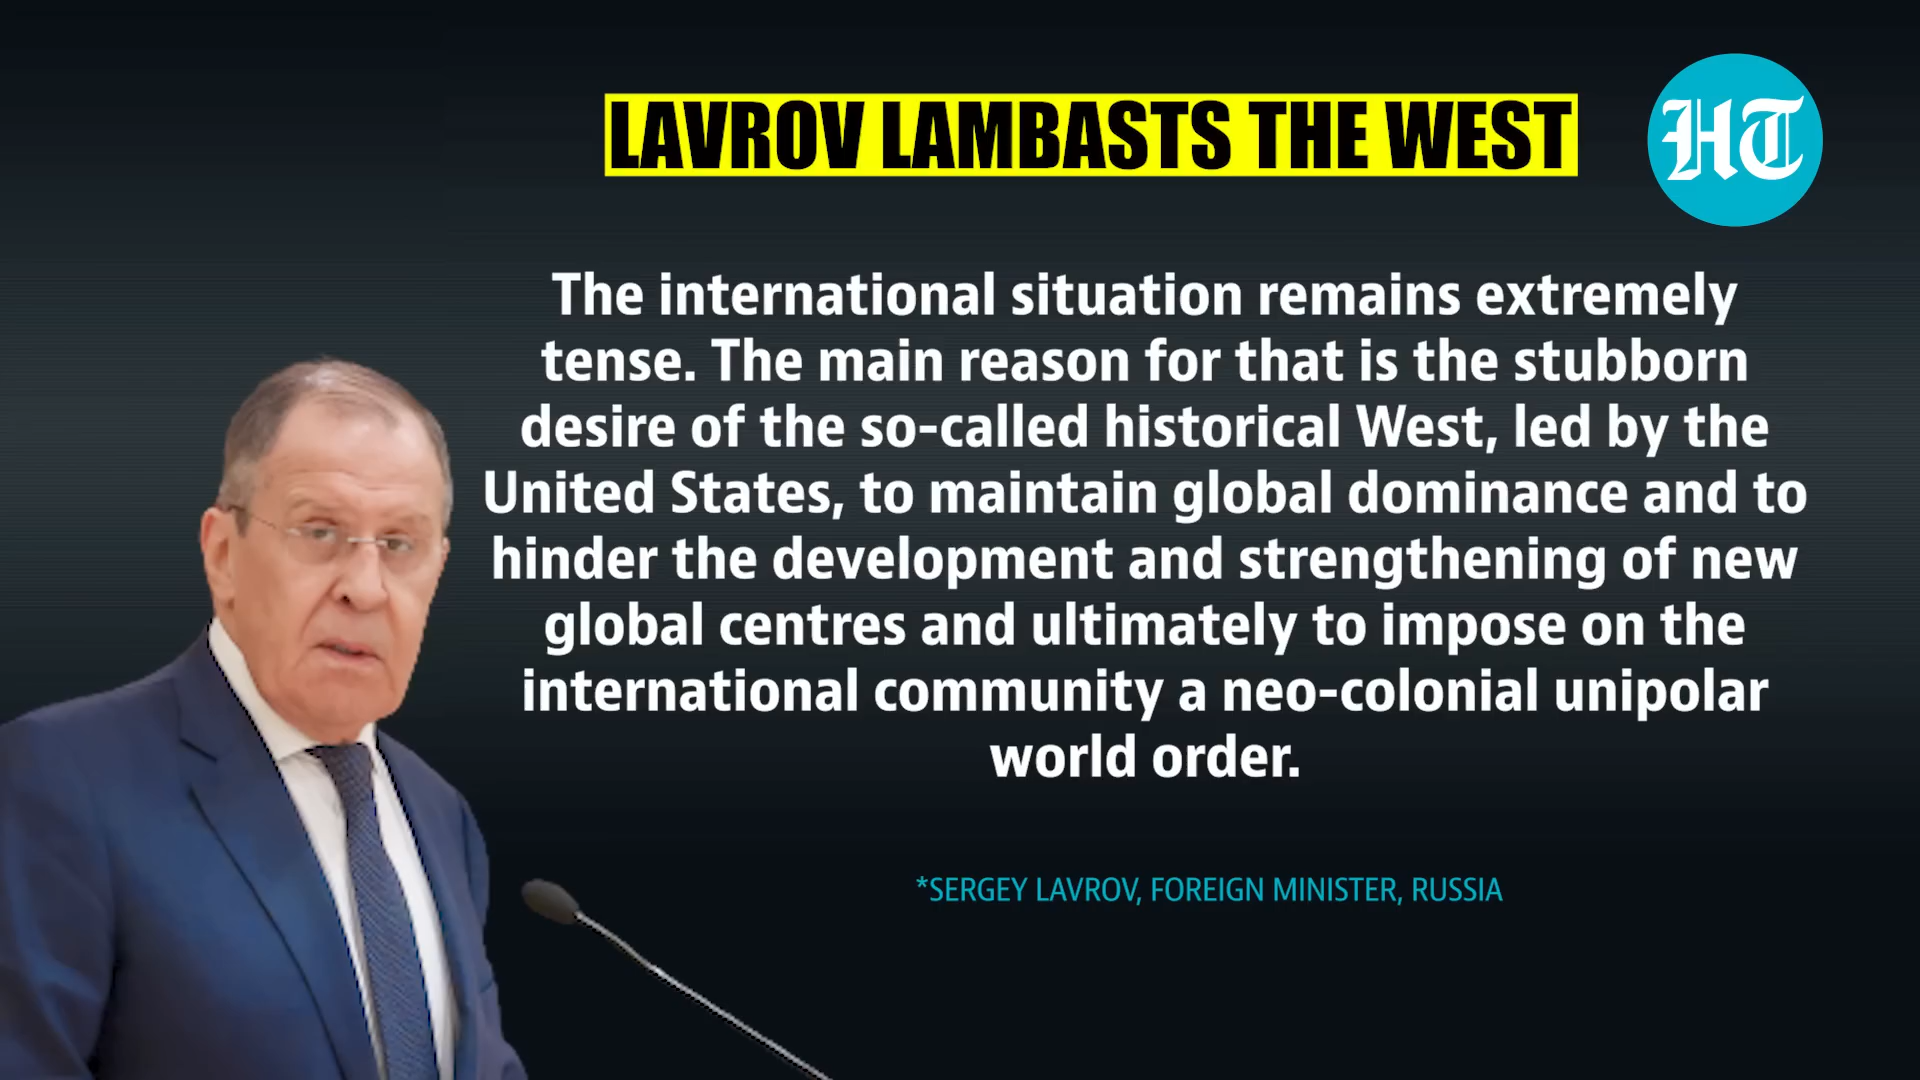 LAVROV LAMBASTS THE WEST
HT
The international situation remains extremely
tense. The main reason for that is the stubborn
desire of the so-called historical West, led by the
United States, to maintain global dominance and to
hinder the development and strengthening of new
global centres and ultimately to impose on the
international community a neo-colonial unipolar
world order.
*SERGEY LAVROV, FOREIGN MINISTER, RUSSIA